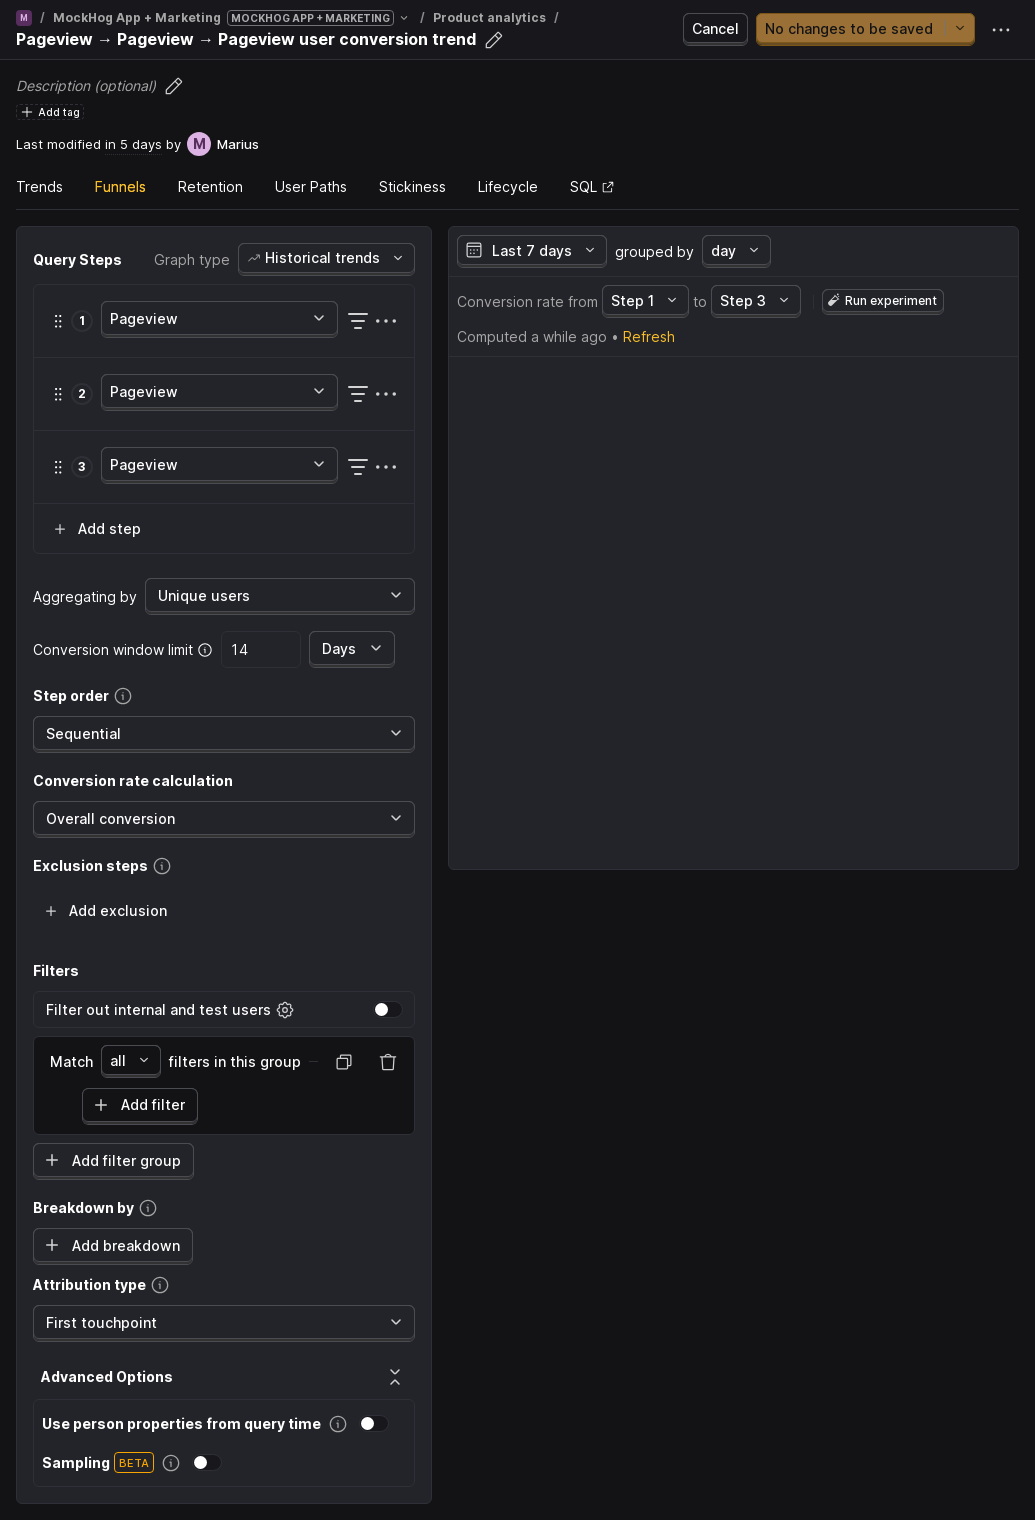 M / MockHog App + Marketing MOCKHOG APP + MARKETING / Product analytics /
Pageview → Pageview → Pageview user conversion trend
Cancel
No changes to be saved
Description (optional)
Add tag
Last modified in 5 days by M Marius
Trends Funnels Retention User Paths Stickiness Lifecycle SQL
Query Steps Graph type Historical trends
1 Pageview
2 Pageview
3 Pageview
Add step
Aggregating by Unique users
Conversion window limit 14 Days
Step order
Sequential
Conversion rate calculation
Overall conversion
Exclusion steps
Add exclusion
Filters
Filter out internal and test users
Match all filters in this group
Add filter
Add filter group
Breakdown by
Add breakdown
Attribution type
First touchpoint
Advanced Options
Use person properties from query time
Sampling BETA
Last 7 days grouped by day
Conversion rate from Step 1 to Step 3 Run experiment
Computed a while ago • Refresh